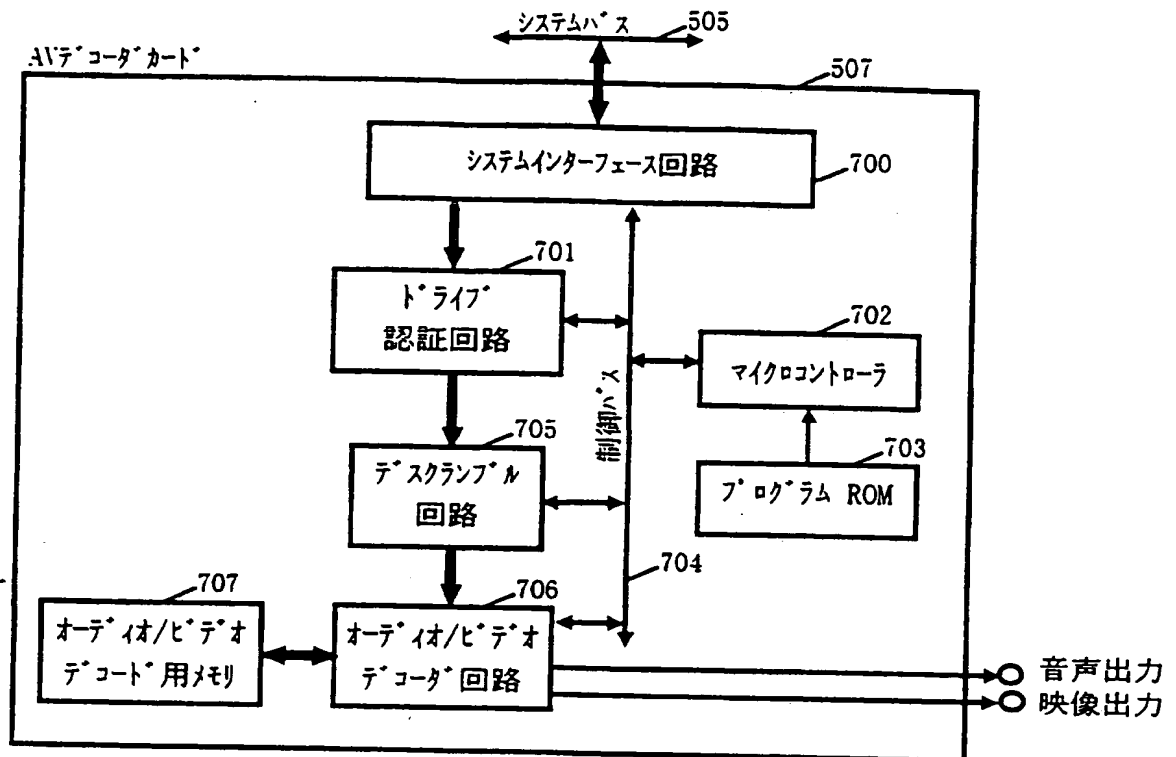 システムバス
505
AVデコーダカード
507
システムインターフェース回路
700
701
ドライブ
認証回路
702
マイクロコントローラ
制御バス
705
デスクランブル
回路
703
プログラム ROM
704
707
706
オーディオ/ビデオ
デコード用メモリ
オーディオ/ビデオ
デコーダ回路
音声出力
映像出力